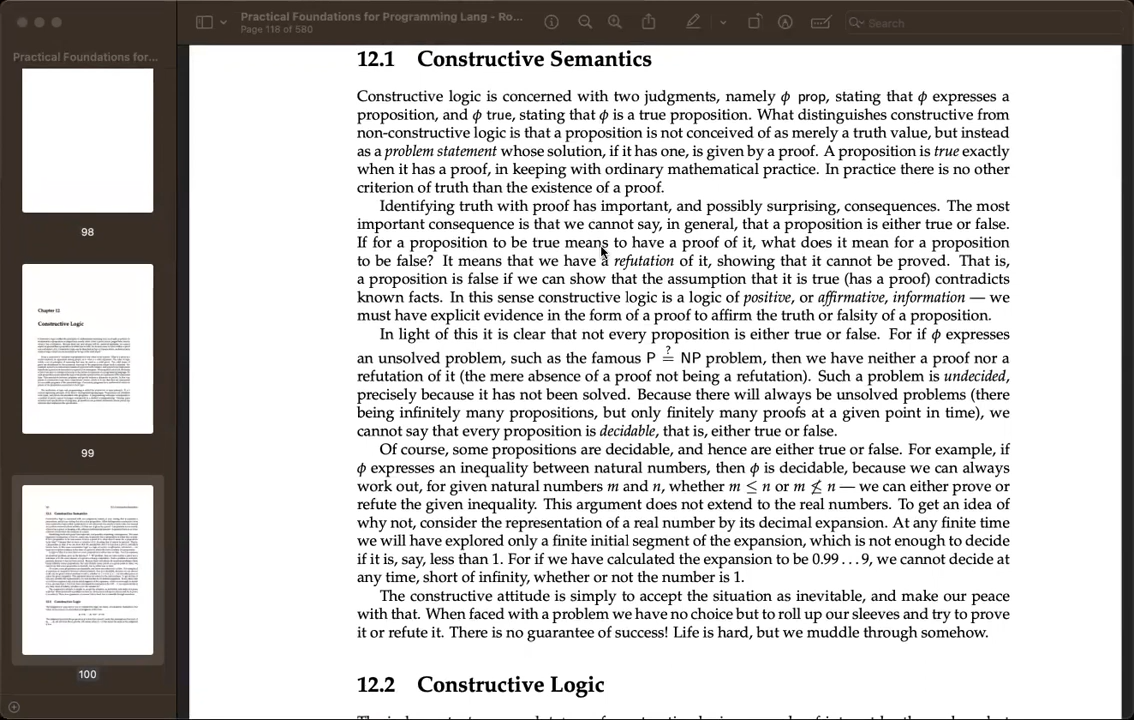 Practical Foundations for Programming Lang - Ro...
Page 118 of 580
Search
Practical Foundations for...
98
Chapter 12
Constructive Logic
99
100
12.1 Constructive Semantics
Constructive logic is concerned with two judgments, namely ϕ prop, stating that ϕ expresses a
proposition, and ϕ true, stating that ϕ is a true proposition. What distinguishes constructive from
non-constructive logic is that a proposition is not conceived of as merely a truth value, but instead
as a problem statement whose solution, if it has one, is given by a proof. A proposition is true exactly
when it has a proof, in keeping with ordinary mathematical practice. In practice there is no other
criterion of truth than the existence of a proof.
Identifying truth with proof has important, and possibly surprising, consequences. The most
important consequence is that we cannot say, in general, that a proposition is either true or false.
If for a proposition to be true means to have a proof of it, what does it mean for a proposition
to be false? It means that we have a refutation of it, showing that it cannot be proved. That is,
a proposition is false if we can show that the assumption that it is true (has a proof) contradicts
known facts. In this sense constructive logic is a logic of positive, or affirmative, information — we
must have explicit evidence in the form of a proof to affirm the truth or falsity of a proposition.
In light of this it is clear that not every proposition is either true or false. For if ϕ expresses
an unsolved problem, such as the famous P ≟ NP problem, then we have neither a proof nor a
refutation of it (the mere absence of a proof not being a refutation). Such a problem is undecided,
precisely because it has not been solved. Because there will always be unsolved problems (there
being infinitely many propositions, but only finitely many proofs at a given point in time), we
cannot say that every proposition is decidable, that is, either true or false.
Of course, some propositions are decidable, and hence are either true or false. For example, if
ϕ expresses an inequality between natural numbers, then ϕ is decidable, because we can always
work out, for given natural numbers m and n, whether m ≤ n or m ≰ n — we can either prove or
refute the given inequality. This argument does not extend to the real numbers. To get an idea of
why not, consider the representation of a real number by its decimal expansion. At any finite time
we will have explored only a finite initial segment of the expansion, which is not enough to decide
if it is, say, less than 1. For if we have calculated the expansion to be 0.99 . . . 9, we cannot decide at
any time, short of infinity, whether or not the number is 1.
The constructive attitude is simply to accept the situation as inevitable, and make our peace
with that. When faced with a problem we have no choice but to roll up our sleeves and try to prove
it or refute it. There is no guarantee of success! Life is hard, but we muddle through somehow.
12.2 Constructive Logic